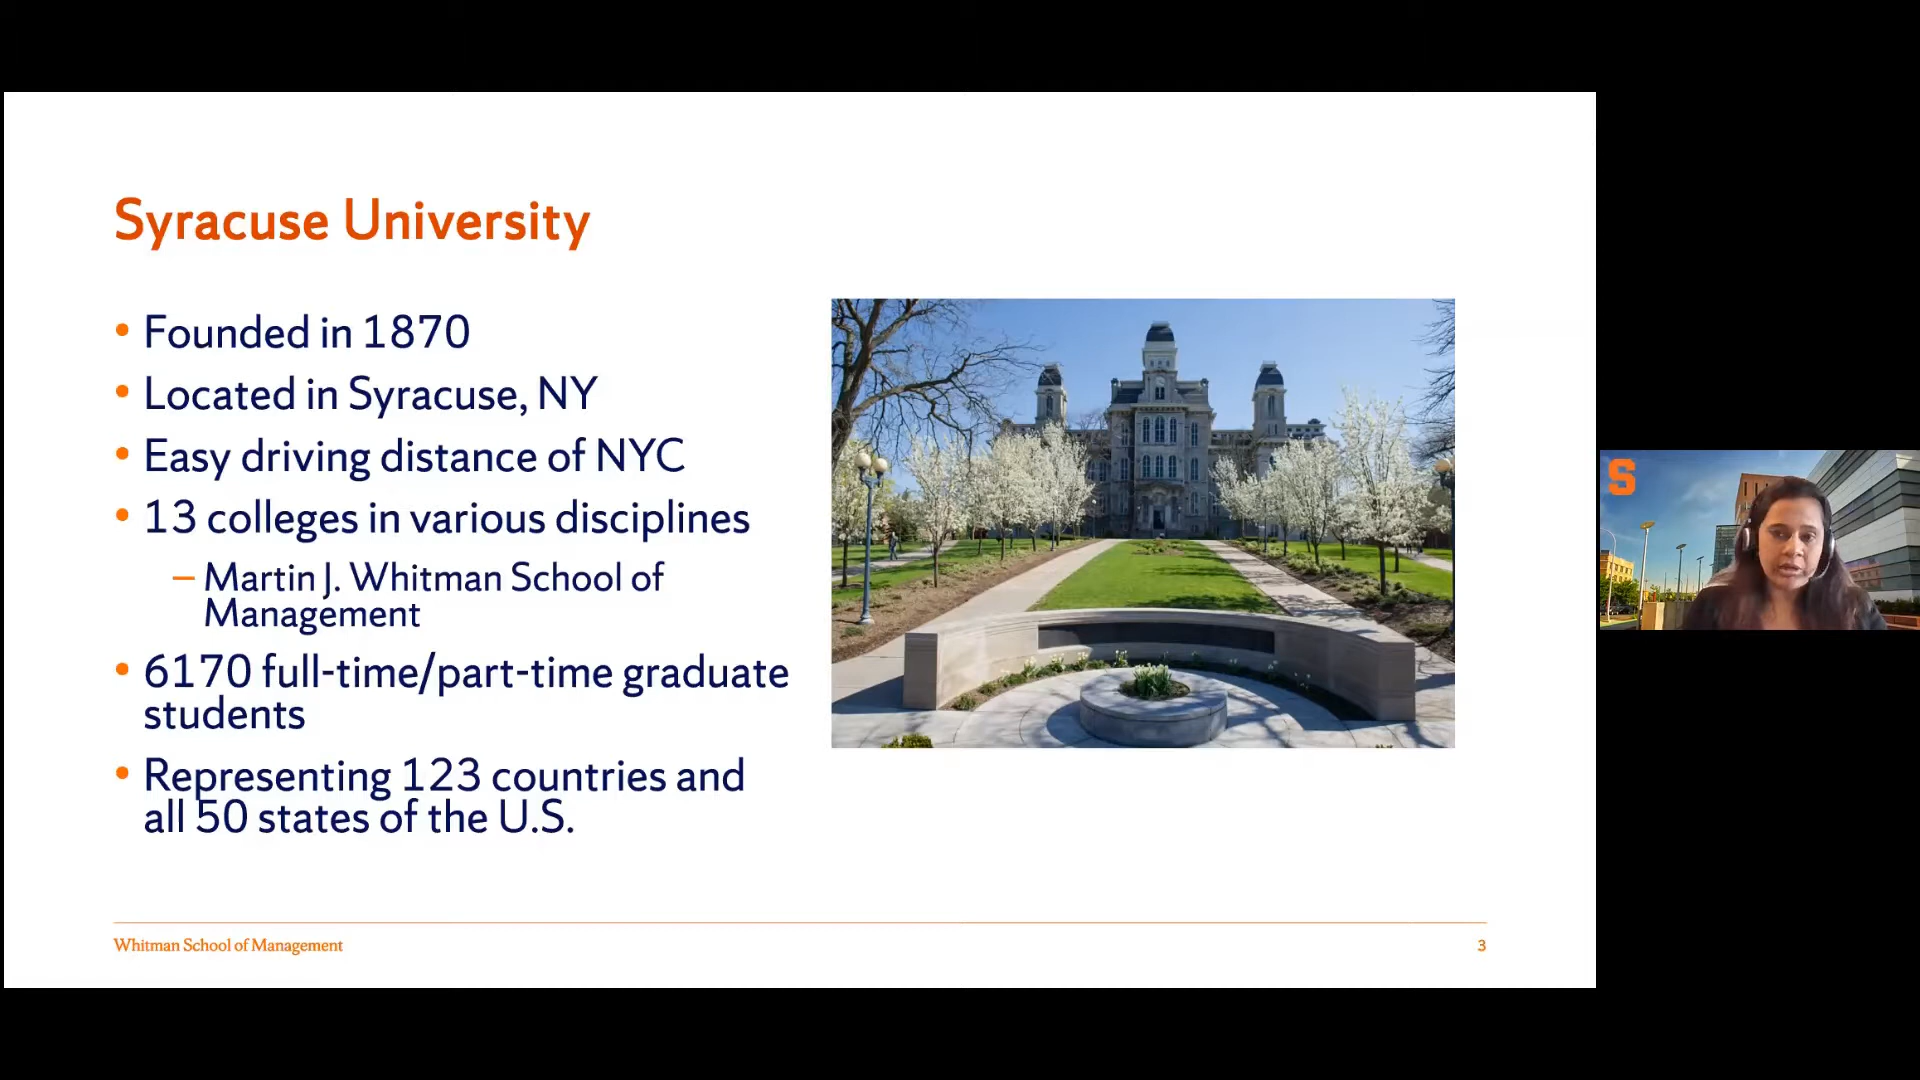 Syracuse University
• Founded in 1870
• Located in Syracuse, NY
• Easy driving distance of NYC
• 13 colleges in various disciplines
– Martin J. Whitman School of
Management
• 6170 full-time/part-time graduate
students
• Representing 123 countries and
all 50 states of the U.S.
Whitman School of Management
3
S